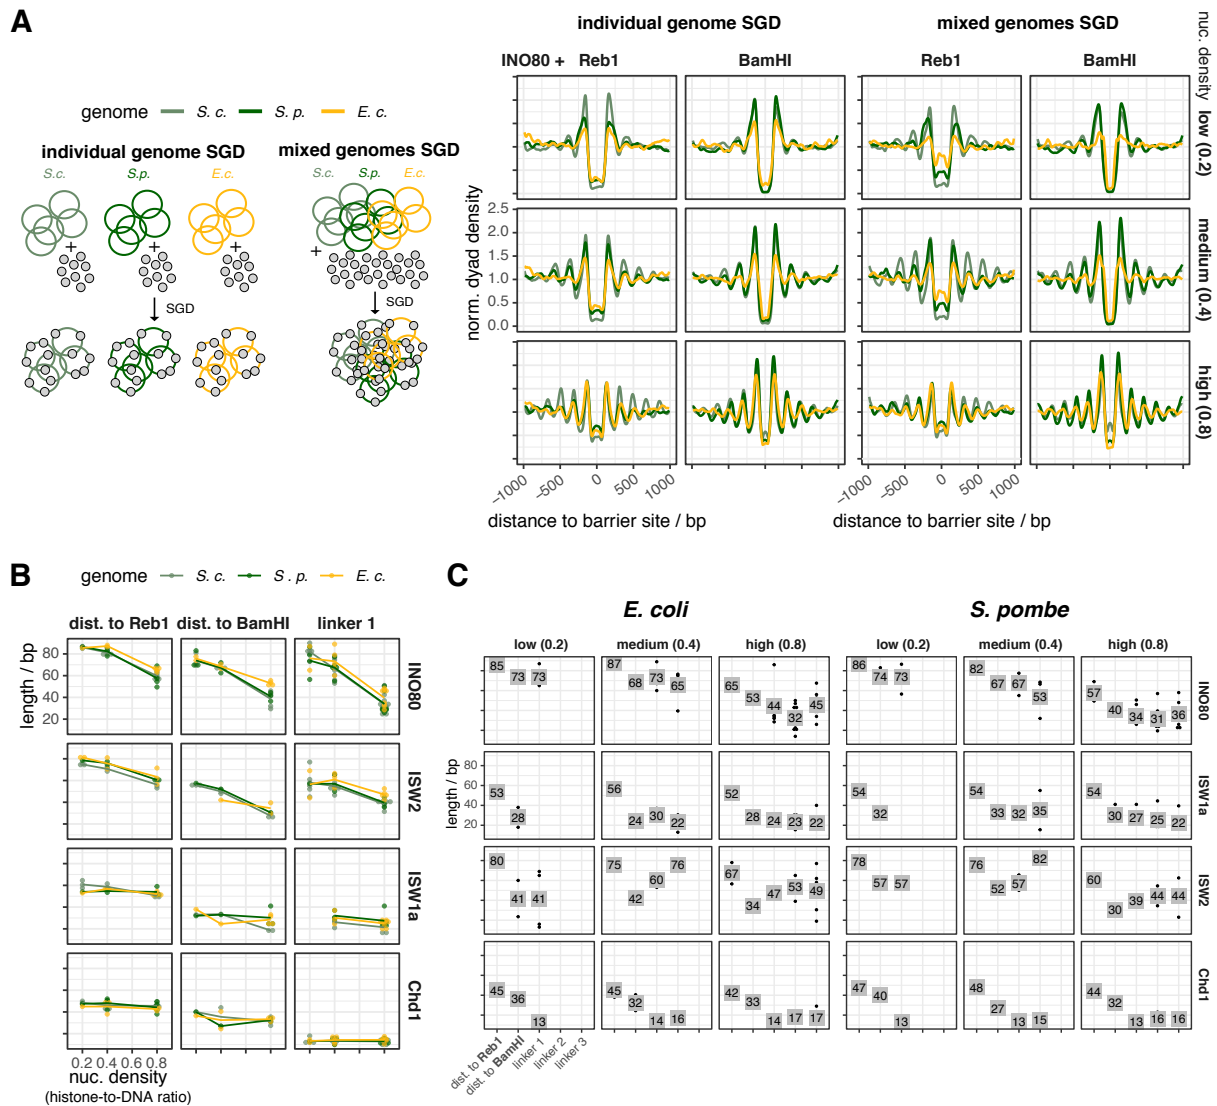 A
genome S. c. S. p. E. c.
individual genome SGD
S.c. S.p. E.c.
+ + +
SGD
mixed genomes SGD
S.c. S.p. E.c.
+
SGD
individual genome SGD mixed genomes SGD
INO80 + Reb1 BamHI Reb1 BamHI
nuc. density
low (0.2)
medium (0.4)
high (0.8)
norm. dyad density
2.5
2.0
1.5
1.0
0.5
0.0
−1000 −500 0 500 1000 −1000 −500 0 500 1000
distance to barrier site / bp distance to barrier site / bp
B
genome S. c. S . p. E. c.
dist. to Reb1 dist. to BamHI linker 1
length / bp
80
60
40
20
INO80
ISW2
ISW1a
Chd1
0.2 0.4 0.6 0.8
nuc. density
(histone-to-DNA ratio)
C
E. coli S. pombe
low (0.2) medium (0.4) high (0.8) low (0.2) medium (0.4) high (0.8)
length / bp
80
60
40
20
INO80
85 73 73 87 68 73 65 65 53 44 32 45 86 74 73 82 67 67 53 57 40 34 31 36
ISW1a
53 28 56 24 30 22 52 28 24 23 22 54 32 54 33 32 35 54 30 27 25 22
ISW2
80 41 41 75 42 60 76 67 34 47 53 49 78 57 57 76 52 57 82 60 30 39 44 44
Chd1
45 36 13 45 32 14 16 42 33 14 17 17 47 40 13 48 27 13 15 44 32 13 16 16
dist. to Reb1
dist. to BamHI
linker 1
linker 2
linker 3